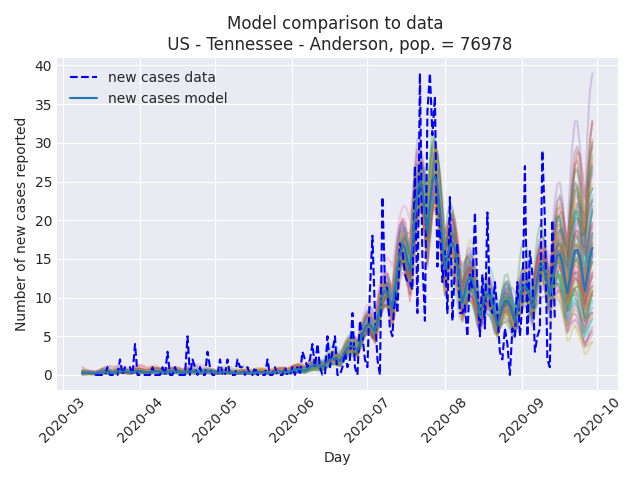 Model comparison to data
US - Tennessee - Anderson, pop. = 76978
new cases data
new cases model
Number of new cases reported
40
35
30
25
20
15
10
5
0
2020-03
2020-04
2020-05
2020-06
2020-07
2020-08
2020-09
2020-10
Day